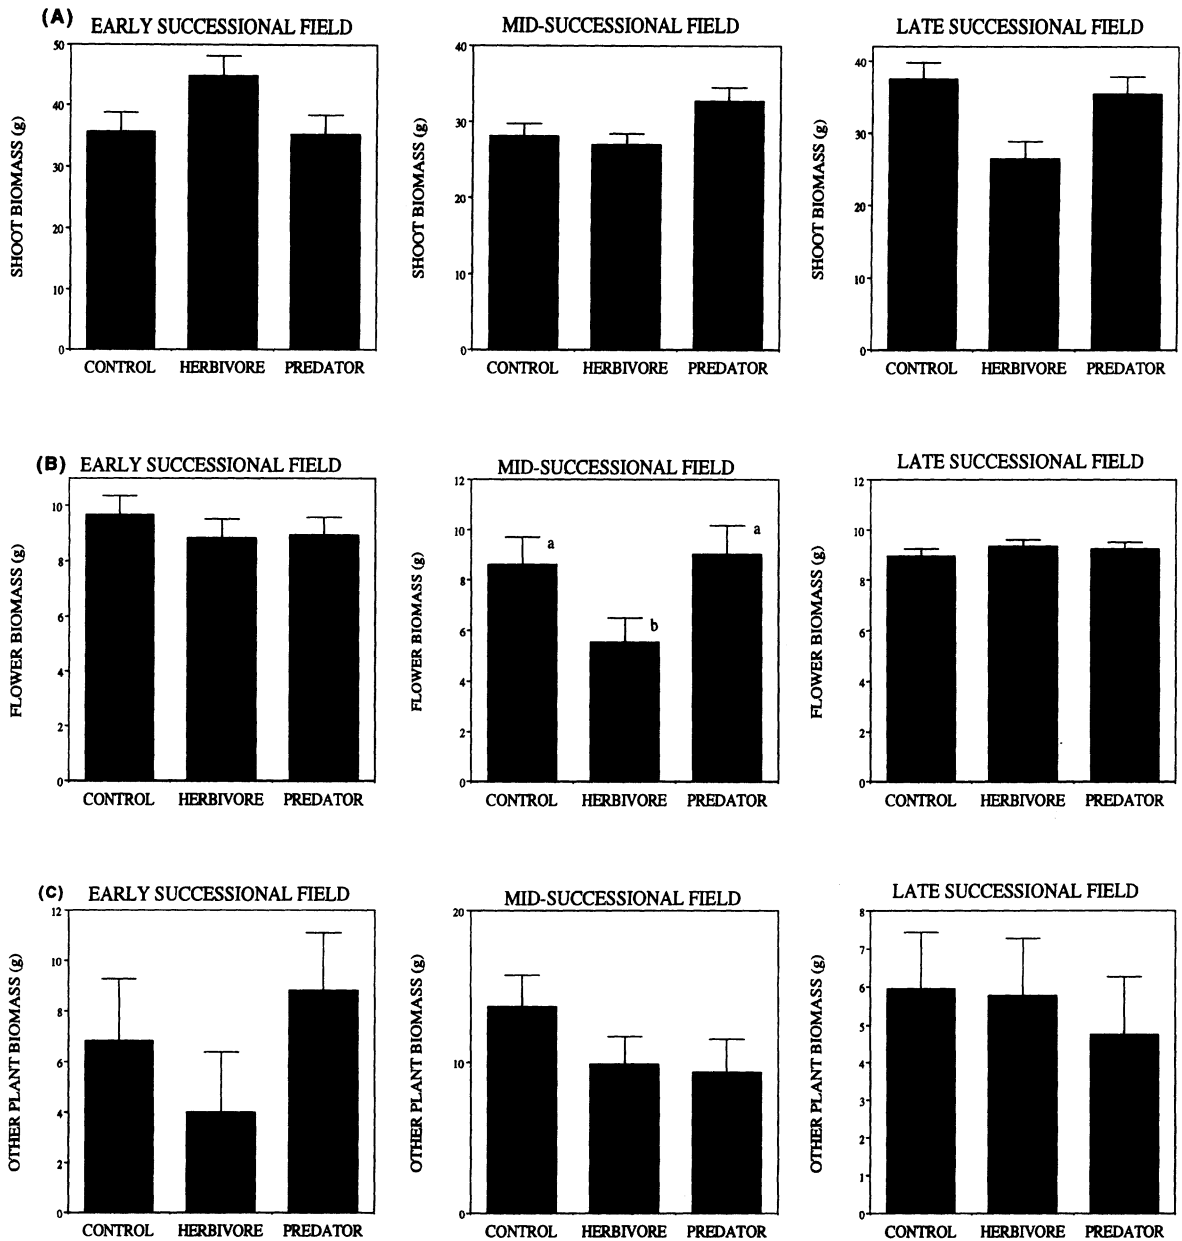 (A)
EARLY SUCCESSIONAL FIELD
SHOOT BIOMASS (g)
50
40
30
20
10
0
CONTROL HERBIVORE PREDATOR
MID-SUCCESSIONAL FIELD
SHOOT BIOMASS (g)
40
30
20
10
0
CONTROL HERBIVORE PREDATOR
LATE SUCCESSIONAL FIELD
SHOOT BIOMASS (g)
40
30
20
10
0
CONTROL HERBIVORE PREDATOR
(B)
EARLY SUCCESSIONAL FIELD
FLOWER BIOMASS (g)
10
8
6
4
2
0
CONTROL HERBIVORE PREDATOR
MID-SUCCESSIONAL FIELD
FLOWER BIOMASS (g)
12
10
8
6
4
2
0
a
b
a
CONTROL HERBIVORE PREDATOR
LATE SUCCESSIONAL FIELD
FLOWER BIOMASS (g)
12
10
8
6
4
2
0
CONTROL HERBIVORE PREDATOR
(C)
EARLY SUCCESSIONAL FIELD
OTHER PLANT BIOMASS (g)
12
10
8
6
4
2
0
CONTROL HERBIVORE PREDATOR
MID-SUCCESSIONAL FIELD
OTHER PLANT BIOMASS (g)
20
10
0
CONTROL HERBIVORE PREDATOR
LATE SUCCESSIONAL FIELD
OTHER PLANT BIOMASS (g)
8
7
6
5
4
3
2
1
0
CONTROL HERBIVORE PREDATOR